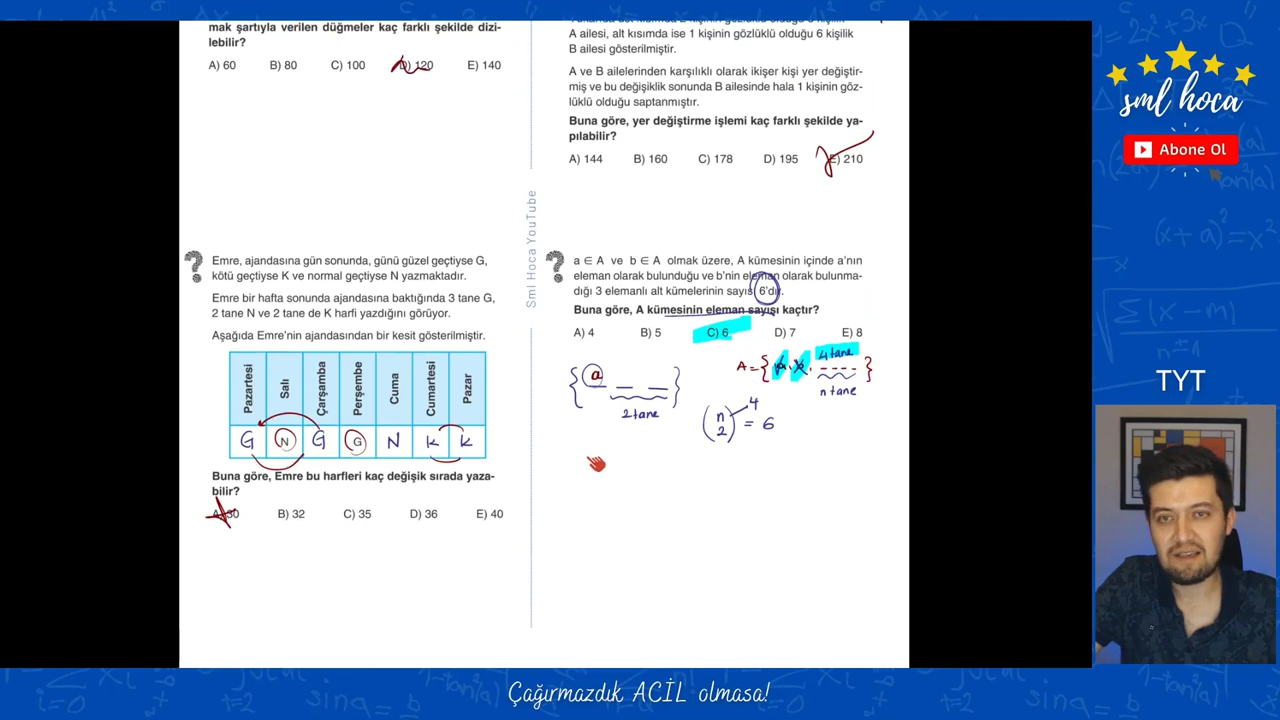 mak şartıyla verilen düğmeler kaç farklı şekilde dizi-
lebilir?
A) 60 B) 80 C) 100 D) 120 E) 140
Emre, ajandasına gün sonunda, günü güzel geçtiyse G,
kötü geçtiyse K ve normal geçtiyse N yazmaktadır.
Emre bir hafta sonunda ajandasına baktığında 3 tane G,
2 tane N ve 2 tane de K harfi yazdığını görüyor.
Aşağıda Emre'nin ajandasından bir kesit gösterilmiştir.
Pazartesi Salı Çarşamba Perşembe Cuma Cumartesi Pazar
G N G G N K K
Buna göre, Emre bu harfleri kaç değişik sırada yaza-
bilir?
A) 30 B) 32 C) 35 D) 36 E) 40
Sml Hoca YouTube
A ailesi, alt kısımda ise 1 kişinin gözlüklü olduğu 6 kişilik
B ailesi gösterilmiştir.
A ve B ailelerinden karşılıklı olarak ikişer kişi yer değiştir-
miş ve bu değişiklik sonunda B ailesinde hala 1 kişinin göz-
lüklü olduğu saptanmıştır.
Buna göre, yer değiştirme işlemi kaç farklı şekilde ya-
pılabilir?
A) 144 B) 160 C) 178 D) 195 E) 210
a ∈ A ve b ∈ A olmak üzere, A kümesinin içinde a'nın
eleman olarak bulunduğu ve b'nin eleman olarak bulunma-
dığı 3 elemanlı alt kümelerinin sayısı 6'dır.
Buna göre, A kümesinin eleman sayısı kaçtır?
A) 4 B) 5 C) 6 D) 7 E) 8
{ a _ _ }
2 tane
A = { a, b, - - - - }
4 tane
n tane
(n 2) = 6
4
sml hoca
Abone Ol
TYT
Çağırmazdık ACİL olmasa!